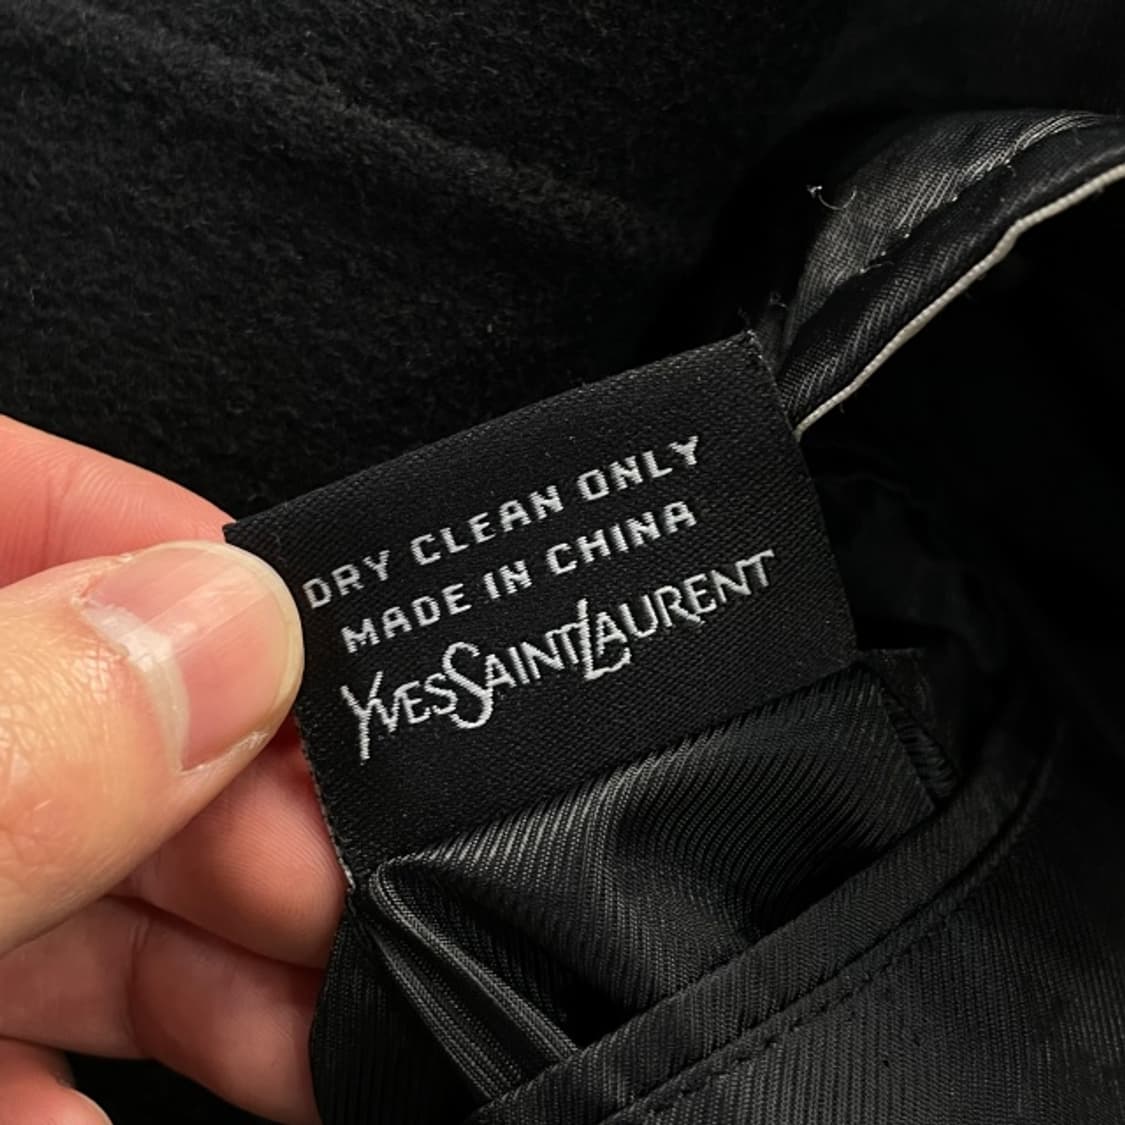 DRY CLEAN ONLY
MADE IN CHINA
YVESSAINTLAURENT